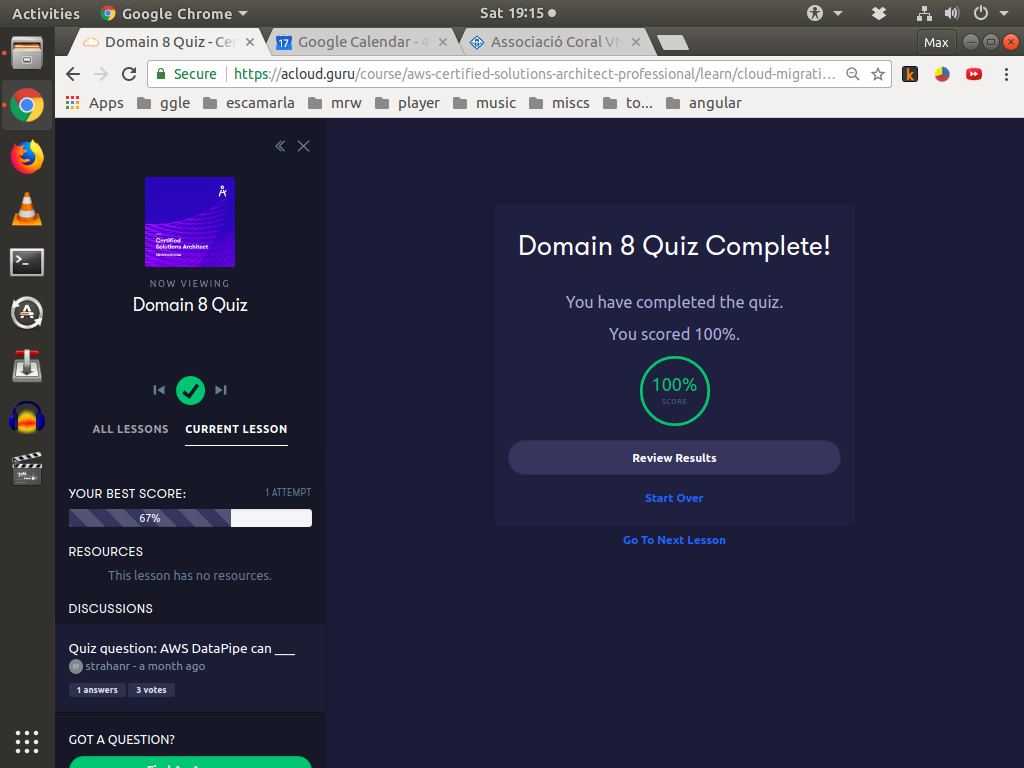 Activities
Google Chrome
Sat 19:15
Domain 8 Quiz - Cer
Google Calendar - 4
Associació Coral VN
Max
Secure
https://acloud.guru/course/aws-certified-solutions-architect-professional/learn/cloud-migrati...
Apps
ggle
escamarla
mrw
player
music
miscs
to...
angular
Certified
Solutions Architect
NOW VIEWING
Domain 8 Quiz
ALL LESSONS
CURRENT LESSON
YOUR BEST SCORE:
1 ATTEMPT
67%
RESOURCES
This lesson has no resources.
DISCUSSIONS
Quiz question: AWS DataPipe can ___
strahanr - a month ago
1 answers
3 votes
GOT A QUESTION?
Domain 8 Quiz Complete!
You have completed the quiz.
You scored 100%.
100%
SCORE
Review Results
Start Over
Go To Next Lesson